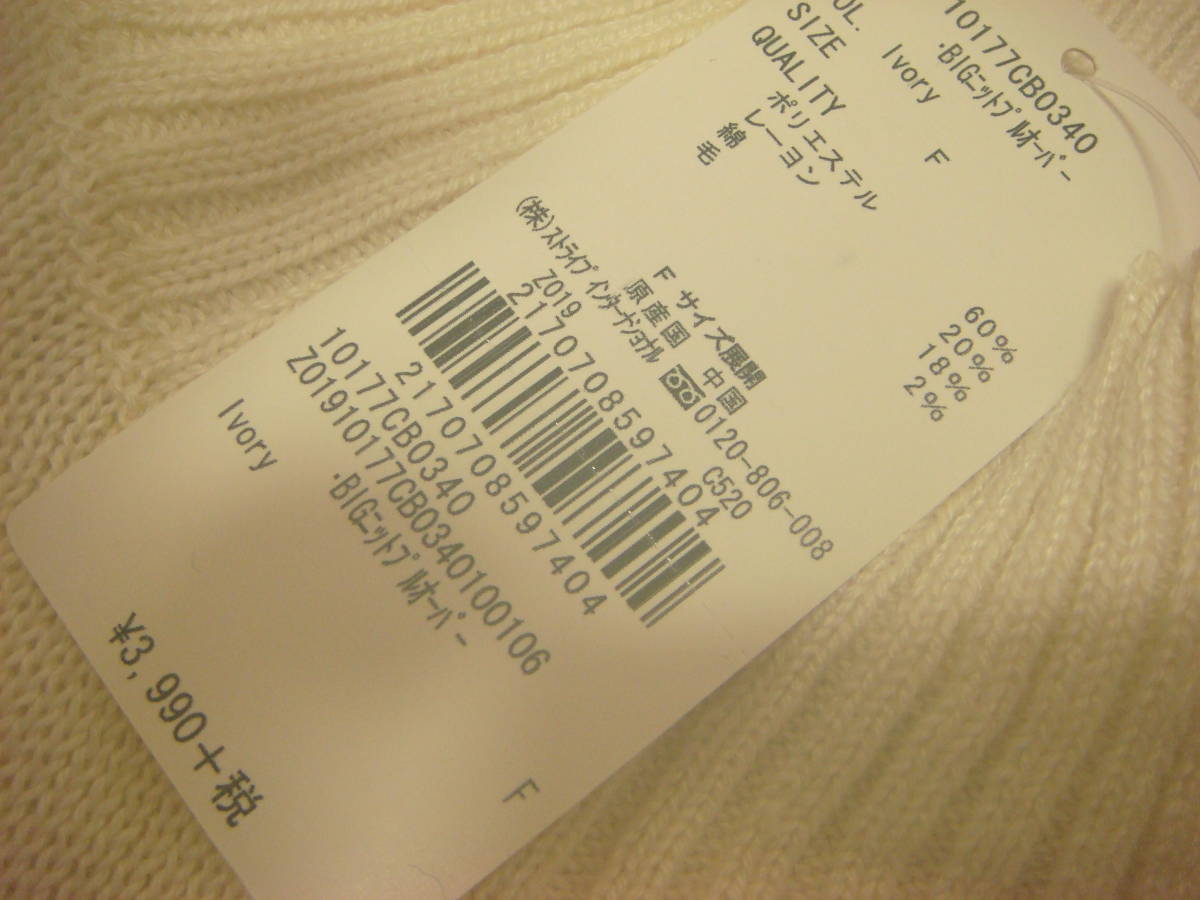 10177CB0340
・BIGニットプルオーバー
OL. Ivory
SIZE F
QUALITY
ポリエステル 60%
レーヨン 20%
綿 18%
毛 2%
F サイズ展開
原産国 中国
(株)ストライプインターナショナル 0120-806-008
Z019 C520
2170708597404
2170708597404
10177CB0340
Z01910177CB0340100106
・BIGニットプルオーバー
Ivory F
¥3,990+税